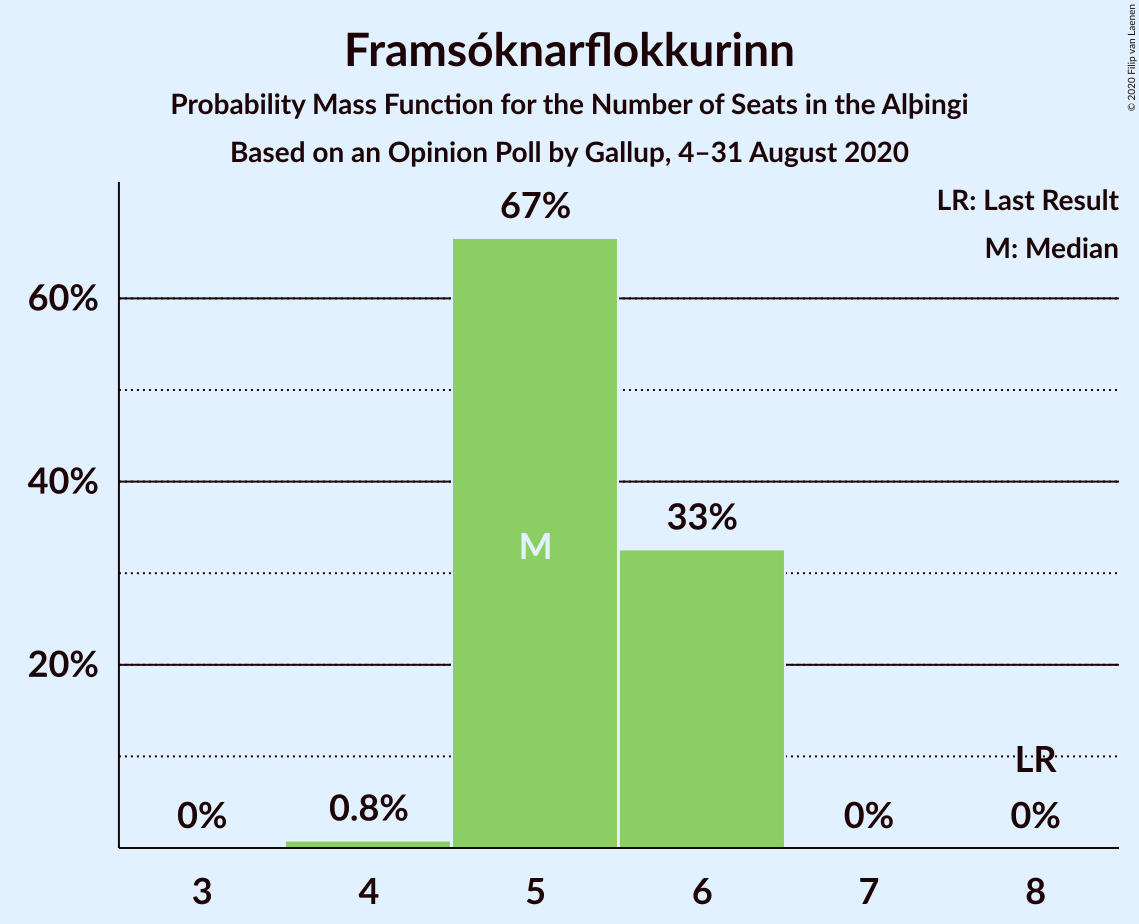 Framsóknarflokkurinn
Probability Mass Function for the Number of Seats in the Alþingi
Based on an Opinion Poll by Gallup, 4–31 August 2020
© 2020 Filip van Laenen
LR: Last Result
M: Median
67%
60%
40%
33%
M
20%
LR
0%
0.8%
0%
0%
3
4
5
6
7
8